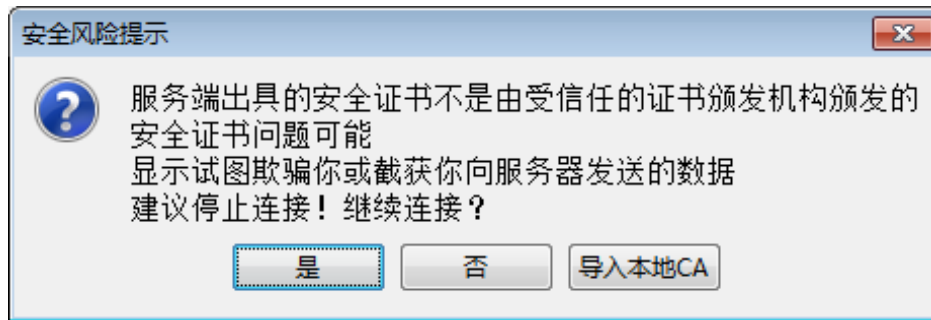 安全风险提示
服务端出具的安全证书不是由受信任的证书颁发机构颁发的
安全证书问题可能
显示试图欺骗你或截获你向服务器发送的数据
建议停止连接！继续连接？
是
否
导入本地CA